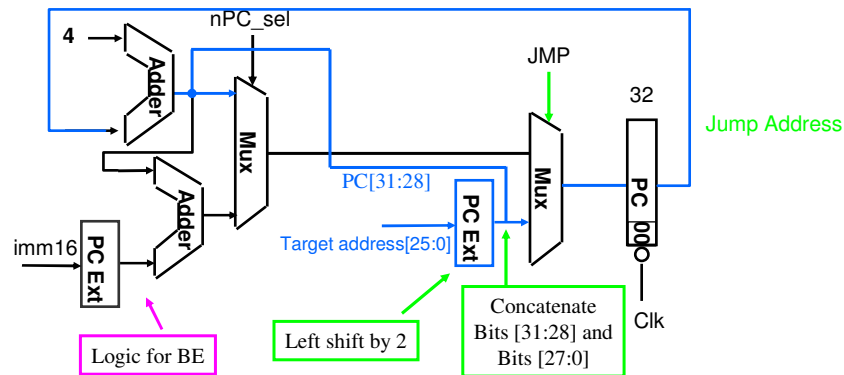 nPC_sel
4
Adder
JMP
32
Jump Address
Mux
Mux
PC
00
PC[31:28]
Adder
PC Ext
Target address[25:0]
imm16
PC Ext
Clk
Logic for BE
Left shift by 2
Concatenate
Bits [31:28] and
Bits [27:0]